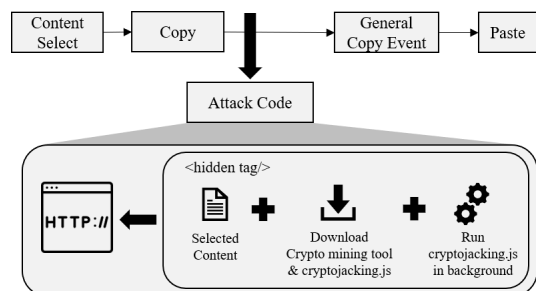 Content
Select
Copy
General
Copy Event
Paste
Attack Code
<hidden tag/>
HTTP://
Selected
Content
Download
Crypto mining tool
& cryptojacking.js
Run
cryptojacking.js
in background